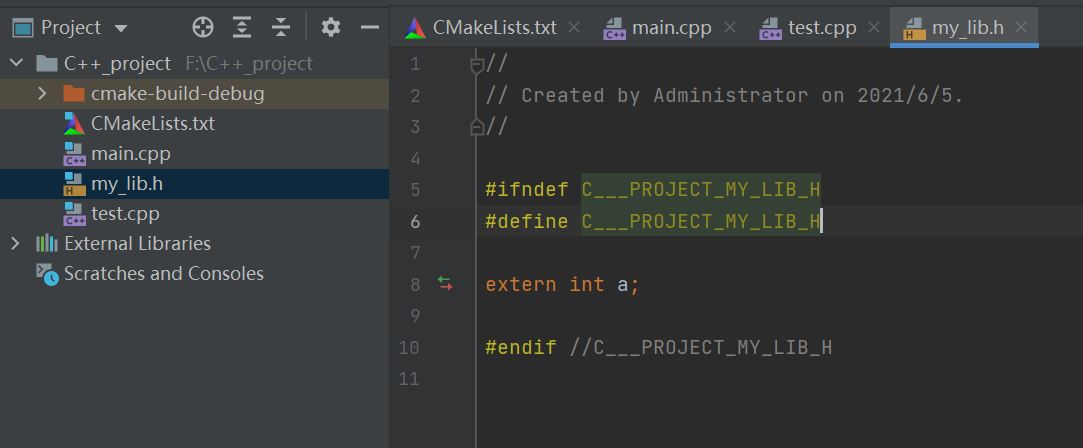 Project
C++_project F:\C++_project
cmake-build-debug
CMakeLists.txt
main.cpp
my_lib.h
test.cpp
External Libraries
Scratches and Consoles
CMakeLists.txt main.cpp test.cpp my_lib.h
1 //
2 // Created by Administrator on 2021/6/5.
3 //
4
5 #ifndef C___PROJECT_MY_LIB_H
6 #define C___PROJECT_MY_LIB_H
7
8 extern int a;
9
10 #endif //C___PROJECT_MY_LIB_H
11